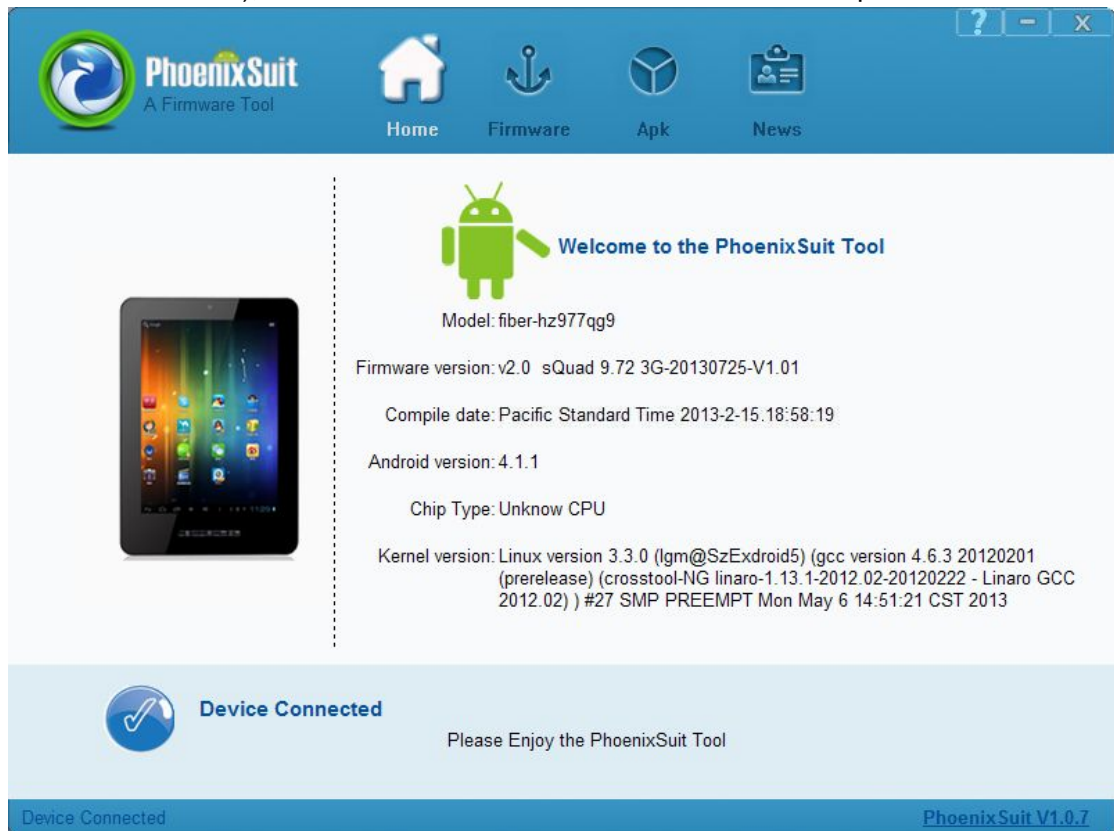 ? - X
PhoenixSuit
A Firmware Tool
Home Firmware Apk News
Welcome to the PhoenixSuit Tool
Model: fiber-hz977qg9
Firmware version: v2.0 sQuad 9.72 3G-20130725-V1.01
Compile date: Pacific Standard Time 2013-2-15.18:58:19
Android version: 4.1.1
Chip Type: Unknow CPU
Kernel version: Linux version 3.3.0 (lgm@SzExdroid5) (gcc version 4.6.3 20120201
(prerelease) (crosstool-NG linaro-1.13.1-2012.02-20120222 - Linaro GCC
2012.02) ) #27 SMP PREEMPT Mon May 6 14:51:21 CST 2013
Device Connected
Please Enjoy the PhoenixSuit Tool
Device Connected PhoenixSuit V1.0.7